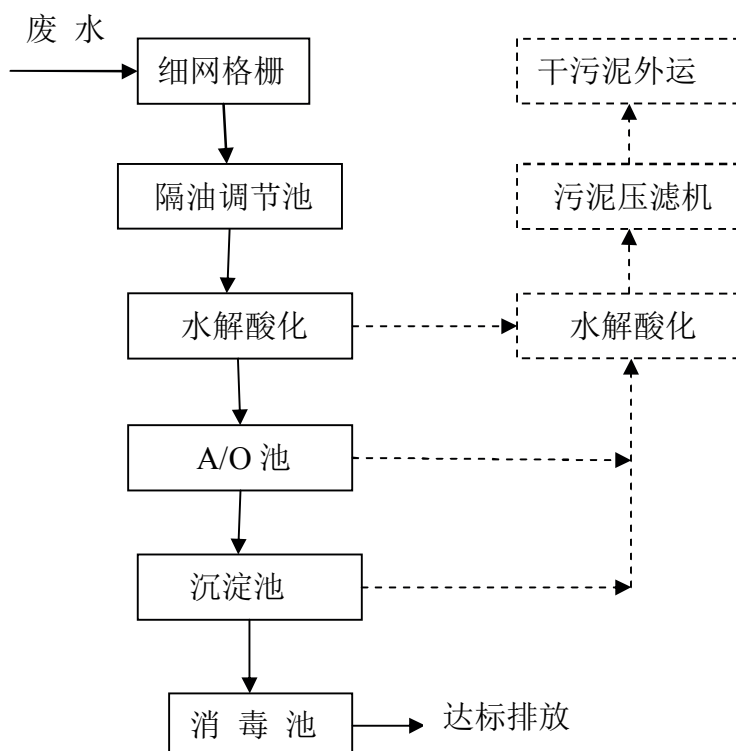 废 水
细网格栅
干污泥外运
隔油调节池
污泥压滤机
水解酸化
水解酸化
A/O 池
沉淀池
消 毒 池
达标排放